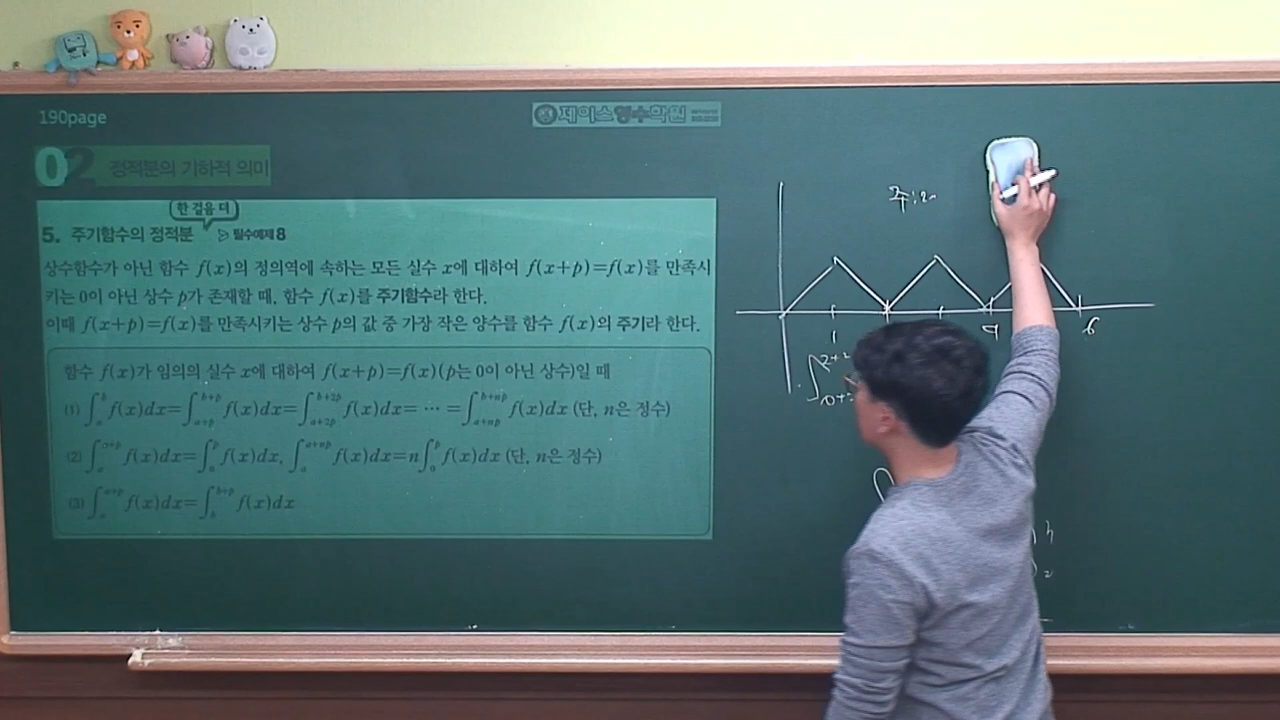 190page
제이스영수학원
02 정적분의 기하적 의미
한 걸음 더
5. 주기함수의 정적분 필수예제 8
상수함수가 아닌 함수 f(x)의 정의역에 속하는 모든 실수 x에 대하여 f(x+p)=f(x)를 만족시
키는 0이 아닌 상수 p가 존재할 때, 함수 f(x)를 주기함수라 한다.
이때 f(x+p)=f(x)를 만족시키는 상수 p의 값 중 가장 작은 양수를 함수 f(x)의 주기라 한다.
함수 f(x)가 임의의 실수 x에 대하여 f(x+p)=f(x)(p는 0이 아닌 상수)일 때
(1) ∫_a^b f(x)dx=∫_{a+p}^{b+p} f(x)dx=∫_{a+2p}^{b+2p} f(x)dx= ⋯ =∫_{a+np}^{b+np} f(x)dx (단, n은 정수)
(2) ∫_a^{a+p} f(x)dx=∫_0^p f(x)dx, ∫_a^{a+np} f(x)dx=n∫_0^p f(x)dx (단, n은 정수)
(3) ∫_a^{a+p} f(x)dx=∫_b^{b+p} f(x)dx
1 4 6